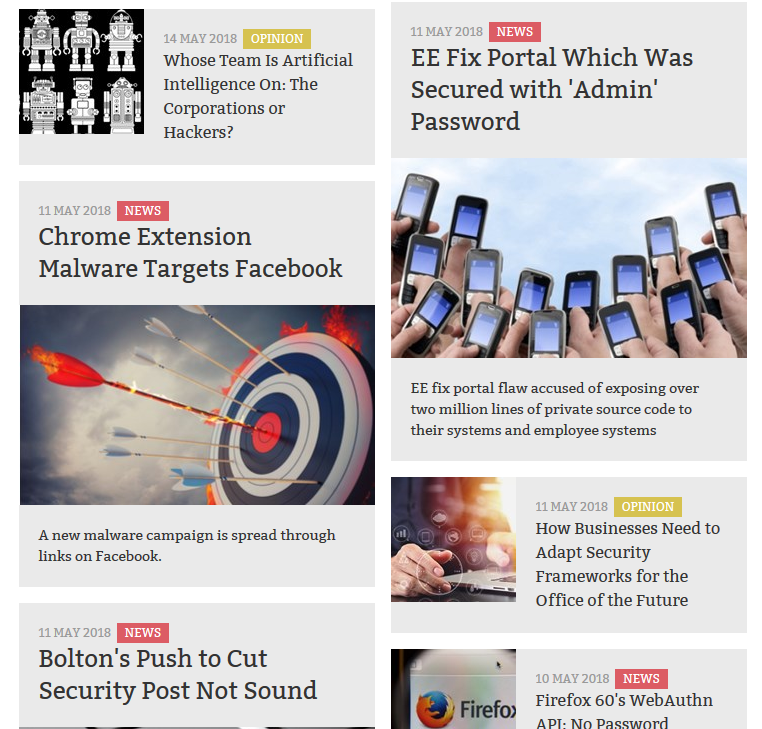 14 MAY 2018 OPINION
Whose Team Is Artificial
Intelligence On: The
Corporations or
Hackers?
11 MAY 2018 NEWS
Chrome Extension
Malware Targets Facebook
A new malware campaign is spread through
links on Facebook.
11 MAY 2018 NEWS
Bolton's Push to Cut
Security Post Not Sound
11 MAY 2018 NEWS
EE Fix Portal Which Was
Secured with 'Admin'
Password
EE fix portal flaw accused of exposing over
two million lines of private source code to
their systems and employee systems
11 MAY 2018 OPINION
How Businesses Need to
Adapt Security
Frameworks for the
Office of the Future
Firefox
10 MAY 2018 NEWS
Firefox 60's WebAuthn
API: No Password